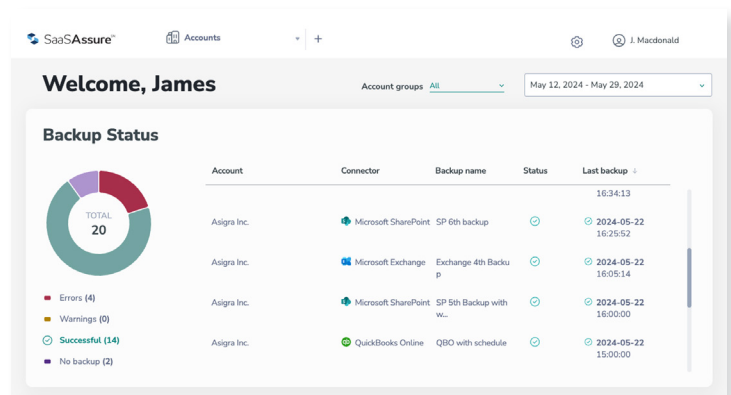 SaaSAssure™
Accounts
J. Macdonald
Welcome, James
Account groups All
May 12, 2024 - May 29, 2024
Backup Status
TOTAL
20
Errors (4)
Warnings (0)
Successful (14)
No backup (2)
Account Connector Backup name Status Last backup ↓
16:34:13
Asigra Inc. Microsoft SharePoint SP 6th backup 2024-05-22
16:25:52
Asigra Inc. Microsoft Exchange Exchange 4th Backu 2024-05-22
p 16:05:14
Asigra Inc. Microsoft SharePoint SP 5th Backup with 2024-05-22
w... 16:00:00
Asigra Inc. QuickBooks Online QBO with schedule 2024-05-22
15:00:00